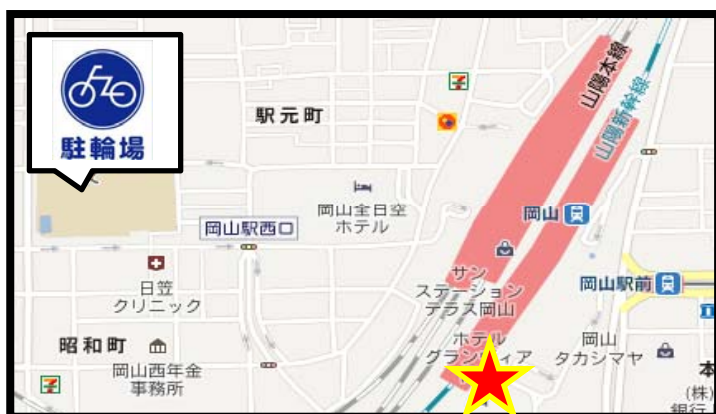 駐輪場
駅元町
山陽本線
山陽新幹線
岡山全日空
ホテル
岡山
岡山駅西口
サン
ステーション
テラス岡山
岡山駅前
日笠
クリニック
昭和町
岡山西年金
事務所
ホテル
グランヴィア
岡山
タカシマヤ
本
(株)
銀行